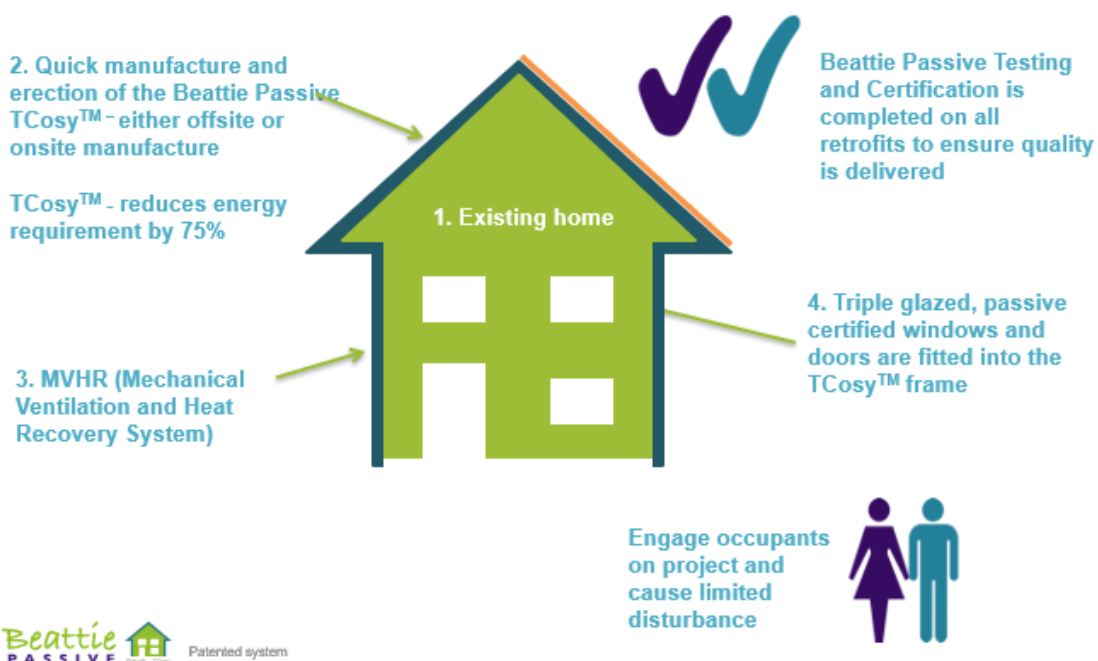 2. Quick manufacture and
erection of the Beattie Passive
TCosy™ – either offsite or
onsite manufacture
TCosy™ - reduces energy
requirement by 75%
3. MVHR (Mechanical
Ventilation and Heat
Recovery System)
1. Existing home
Beattie Passive Testing
and Certification is
completed on all
retrofits to ensure quality
is delivered
4. Triple glazed, passive
certified windows and
doors are fitted into the
TCosy™ frame
Engage occupants
on project and
cause limited
disturbance
Beattie
PASSIVE
Patented system